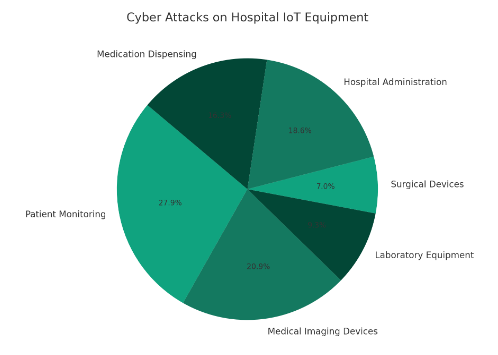 Cyber Attacks on Hospital IoT Equipment
Medication Dispensing
Hospital Administration
18.6%
Surgical Devices
7.0%
Patient Monitoring
27.9%
Laboratory Equipment
20.9%
Medical Imaging Devices